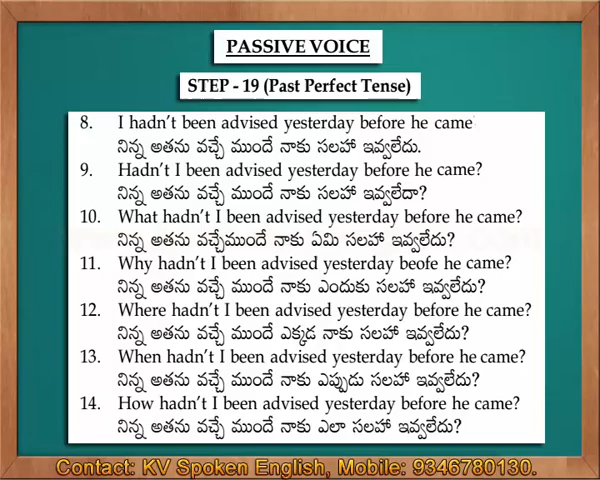 PASSIVE VOICE
STEP - 19 (Past Perfect Tense)
8. I hadn't been advised yesterday before he came
నిన్న అతను వచ్చే ముందే నాకు సలహా ఇవ్వలేదు.
9. Hadn't I been advised yesterday before he came?
నిన్న అతను వచ్చే ముందే నాకు సలహా ఇవ్వలేదా?
10. What hadn't I been advised yesterday before he came?
నిన్న అతను వచ్చేముందే నాకు ఏమి సలహా ఇవ్వలేదు?
11. Why hadn't I been advised yesterday beofe he came?
నిన్న అతను వచ్చే ముందే నాకు ఎందుకు సలహా ఇవ్వలేదు?
12. Where hadn't I been advised yesterday before he came?
నిన్న అతను వచ్చే ముందే ఎక్కడ నాకు సలహా ఇవ్వలేదు?
13. When hadn't I been advised yesterday before he came?
నిన్న అతను వచ్చే ముందే నాకు ఎప్పుడు సలహా ఇవ్వలేదు?
14. How hadn't I been advised yesterday before he came?
నిన్న అతను వచ్చే ముందే నాకు ఎలా సలహా ఇవ్వలేదు?
Contact: KV Spoken English, Mobile: 9346780130.